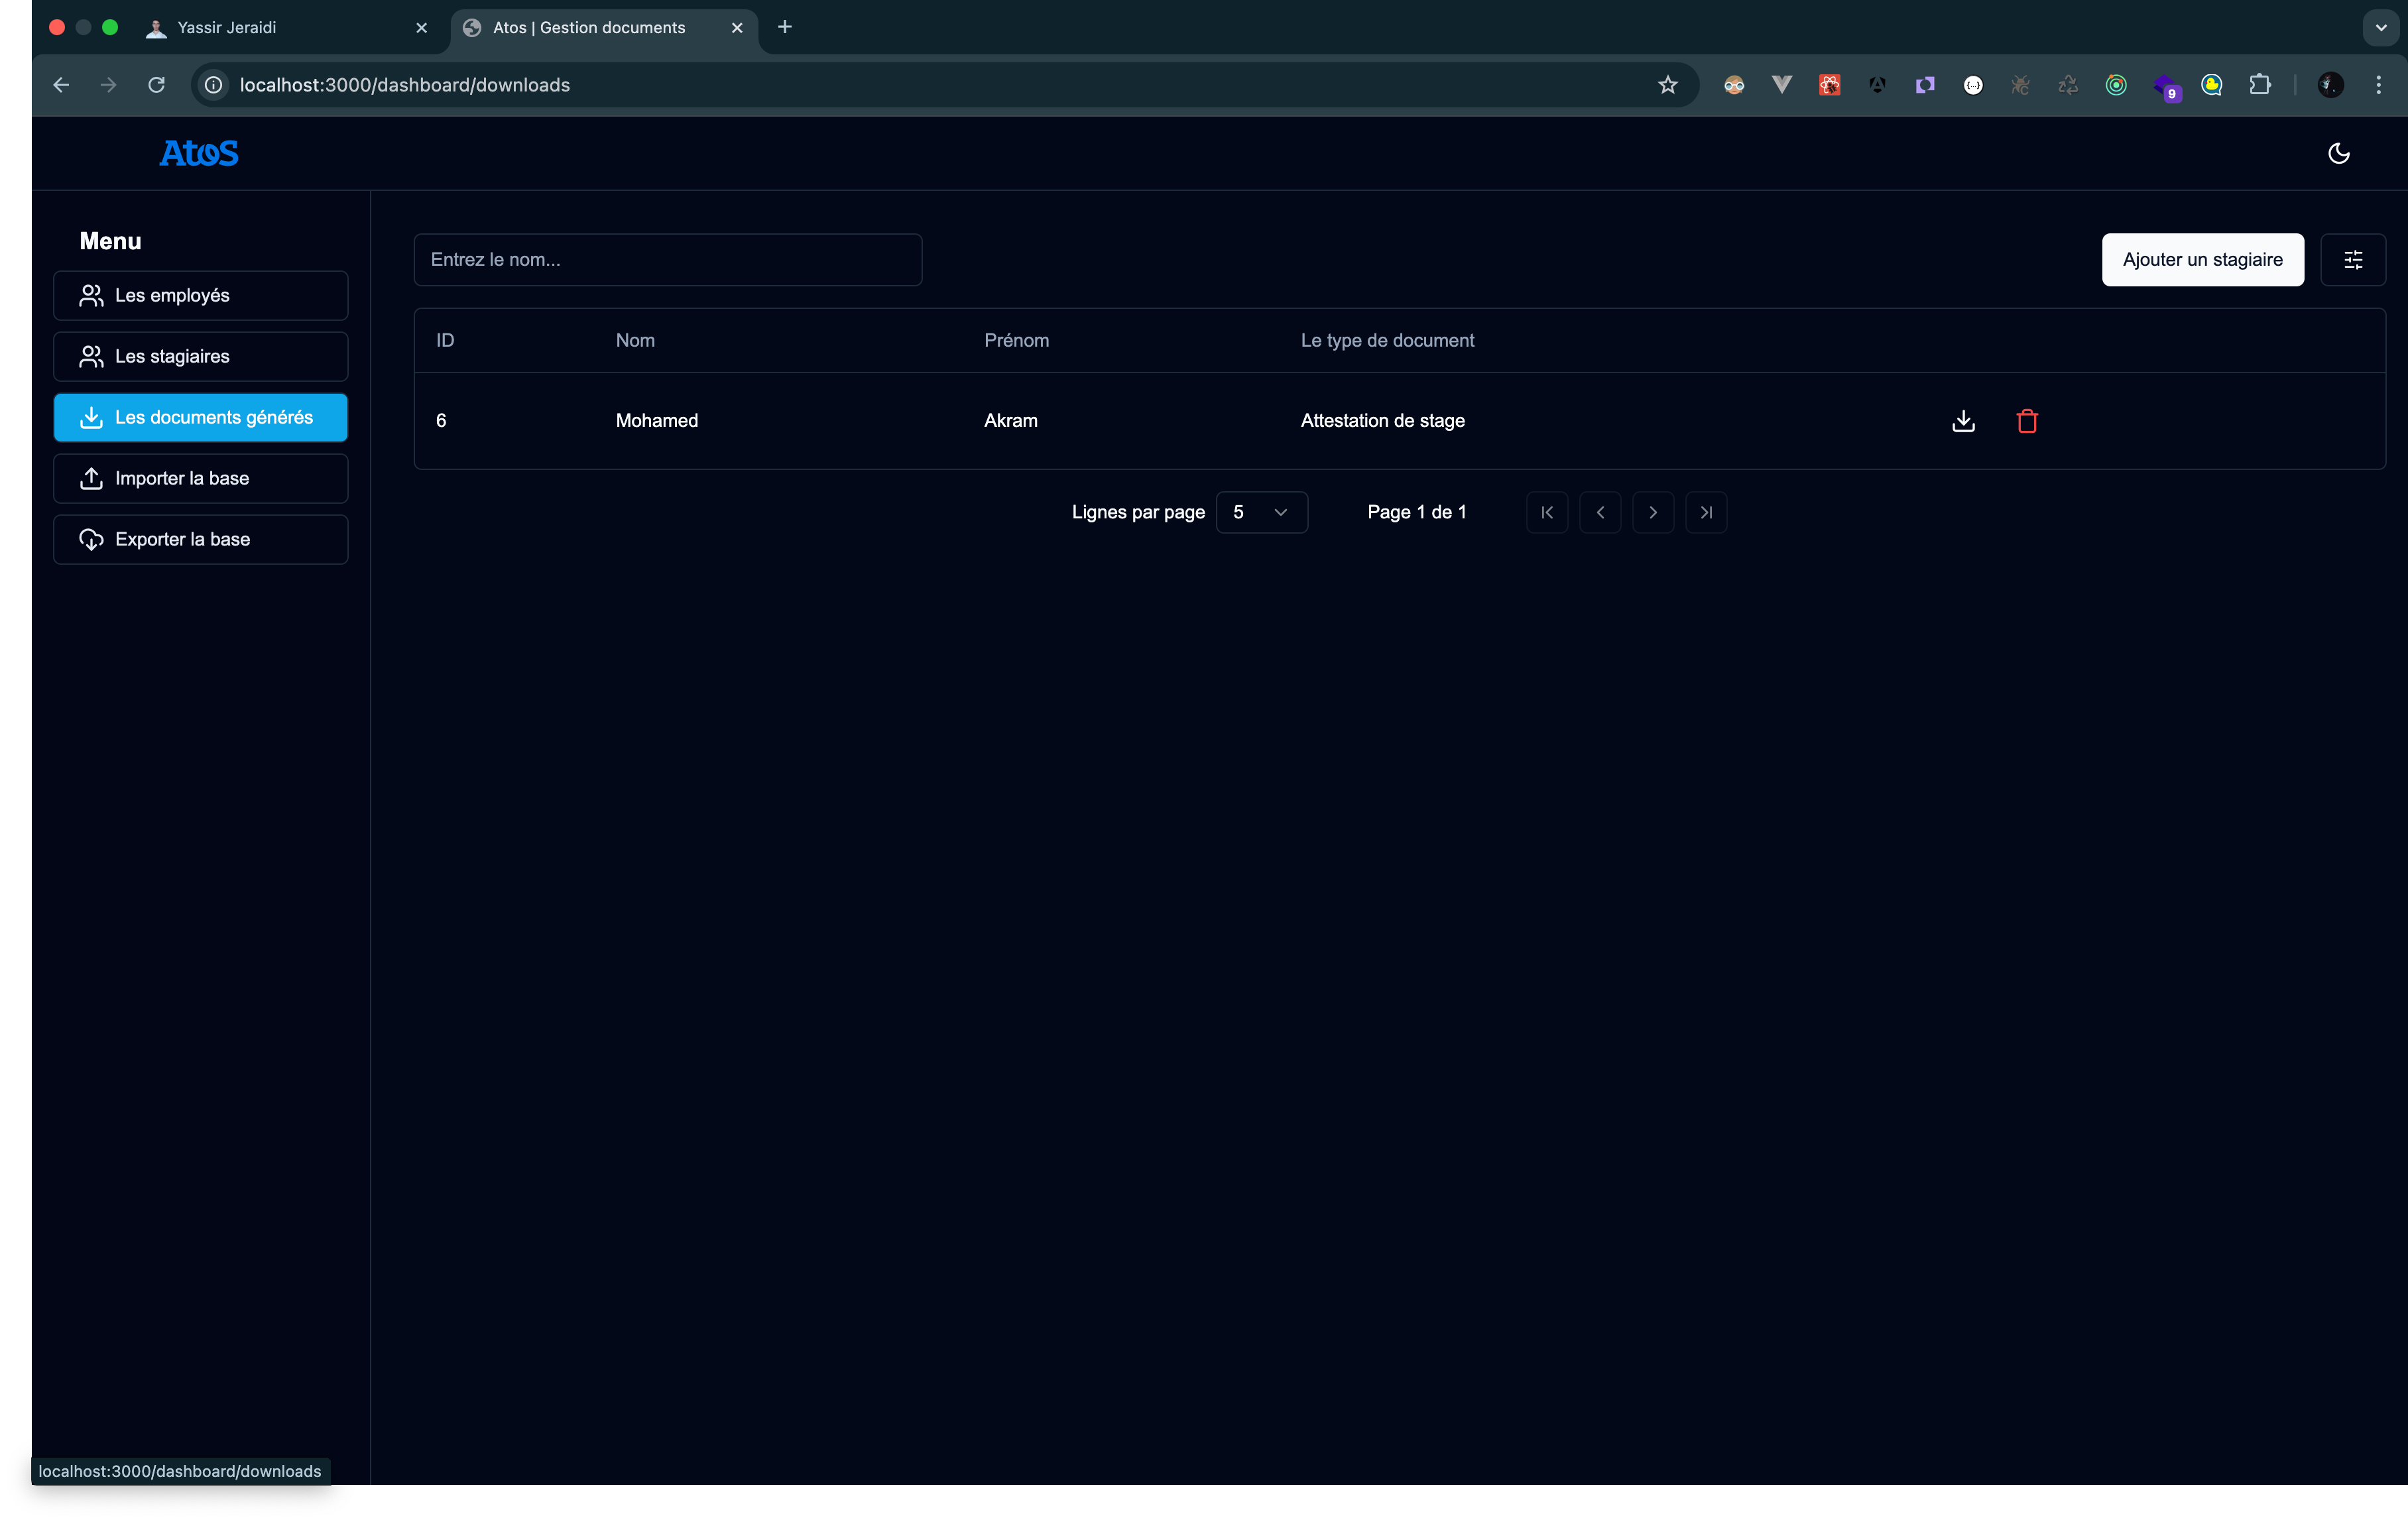 Yassir Jeraidi
Atos | Gestion documents
localhost:3000/dashboard/downloads
9
Atos
Menu
Les employés
Les stagiaires
Les documents générés
Importer la base
Exporter la base
Entrez le nom...
Ajouter un stagiaire
ID Nom Prénom Le type de document
6 Mohamed Akram Attestation de stage
Lignes par page 5 Page 1 de 1
localhost:3000/dashboard/downloads